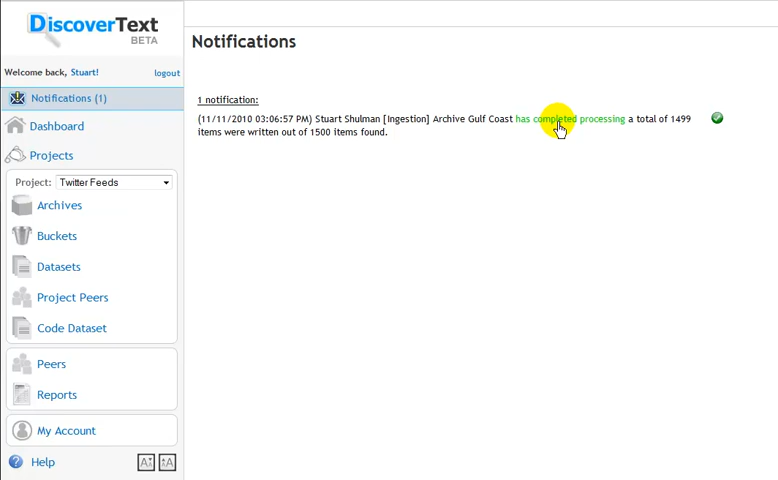 DiscoverText
BETA
Welcome back, Stuart!
logout
Notifications (1)
Dashboard
Projects
Project: Twitter Feeds
Archives
Buckets
Datasets
Project Peers
Code Dataset
Peers
Reports
My Account
Help
Notifications
1 notification:
(11/11/2010 03:06:57 PM) Stuart Shulman [Ingestion] Archive Gulf Coast has completed processing a total of 1499
items were written out of 1500 items found.